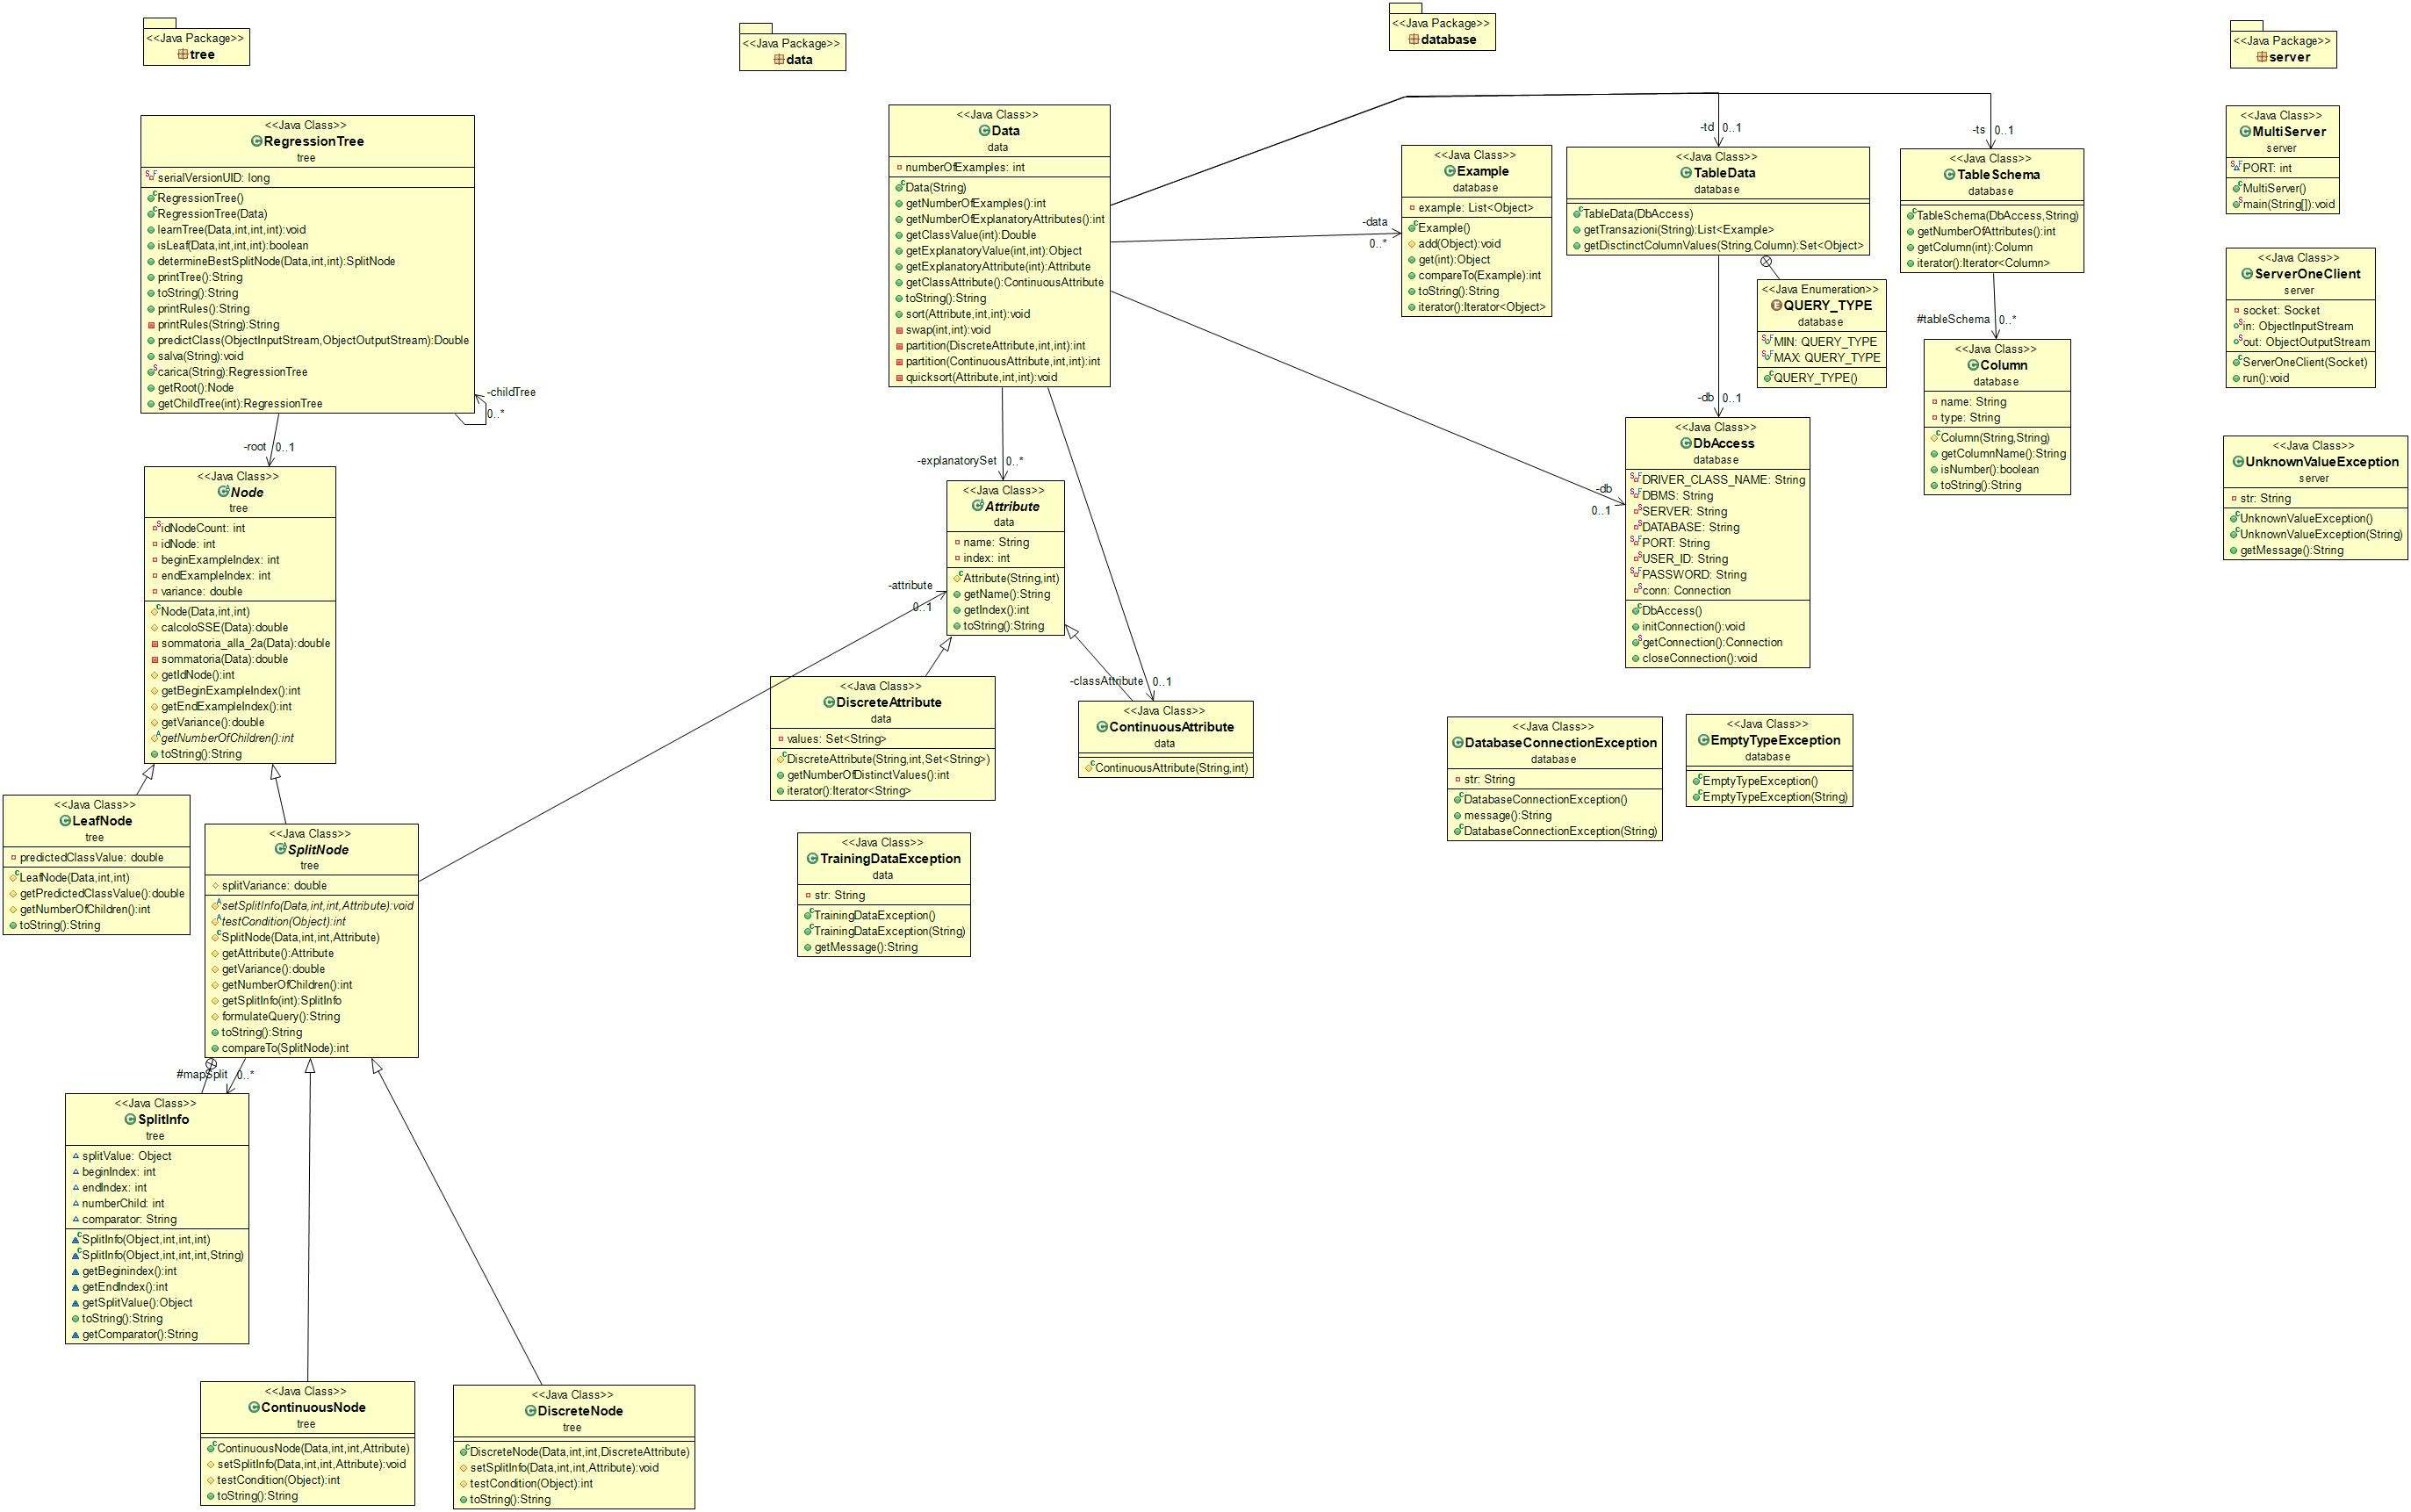 <<Java Package>>
tree
<<Java Package>>
data
<<Java Package>>
database
<<Java Package>>
server
<<Java Class>>
RegressionTree
tree
serialVersionUID: long
RegressionTree()
RegressionTree(Data)
learnTree(Data,int,int,int):void
isLeaf(Data,int,int,int):boolean
determineBestSplitNode(Data,int,int):SplitNode
printTree():String
toString():String
printRules():String
printRules(String):String
predictClass(ObjectInputStream,ObjectOutputStream):Double
salva(String):void
carica(String):RegressionTree
getRoot():Node
getChildTree(int):RegressionTree
-childTree
0..*
-root
0..1
<<Java Class>>
Node
tree
idNodeCount: int
idNode: int
beginExampleIndex: int
endExampleIndex: int
variance: double
Node(Data,int,int)
calcoloSSE(Data):double
sommatoria_alla_2a(Data):double
sommatoria(Data):double
getIdNode():int
getBeginExampleIndex():int
getEndExampleIndex():int
getVariance():double
getNumberOfChildren():int
toString():String
<<Java Class>>
LeafNode
tree
predictedClassValue: double
LeafNode(Data,int,int)
getPredictedClassValue():double
getNumberOfChildren():int
toString():String
<<Java Class>>
SplitNode
tree
splitVariance: double
setSplitInfo(Data,int,int,Attribute):void
testCondition(Object):int
SplitNode(Data,int,int,Attribute)
getAttribute():Attribute
getVariance():double
getNumberOfChildren():int
getSplitInfo(int):SplitInfo
formulateQuery():String
toString():String
compareTo(SplitNode):int
#mapSplit
0..*
<<Java Class>>
SplitInfo
tree
splitValue: Object
beginIndex: int
endIndex: int
numberChild: int
comparator: String
SplitInfo(Object,int,int,int)
SplitInfo(Object,int,int,int,String)
getBeginindex():int
getEndIndex():int
getSplitValue():Object
toString():String
getComparator():String
<<Java Class>>
ContinuousNode
tree
ContinuousNode(Data,int,int,Attribute)
setSplitInfo(Data,int,int,Attribute):void
testCondition(Object):int
toString():String
<<Java Class>>
DiscreteNode
tree
DiscreteNode(Data,int,int,DiscreteAttribute)
setSplitInfo(Data,int,int,Attribute):void
testCondition(Object):int
toString():String
<<Java Class>>
Data
data
numberOfExamples: int
Data(String)
getNumberOfExamples():int
getNumberOfExplanatoryAttributes():int
getClassValue(int):Double
getExplanatoryValue(int,int):Object
getExplanatoryAttribute(int):Attribute
getClassAttribute():ContinuousAttribute
toString():String
sort(Attribute,int,int):void
swap(int,int):void
partition(DiscreteAttribute,int,int):int
partition(ContinuousAttribute,int,int):int
quicksort(Attribute,int,int):void
-explanatorySet
0..*
-attribute
0..1
<<Java Class>>
Attribute
data
name: String
index: int
Attribute(String,int)
getName():String
getIndex():int
toString():String
<<Java Class>>
DiscreteAttribute
data
values: Set<String>
DiscreteAttribute(String,int,Set<String>)
getNumberOfDistinctValues():int
iterator():Iterator<String>
-classAttribute
0..1
<<Java Class>>
ContinuousAttribute
data
ContinuousAttribute(String,int)
<<Java Class>>
TrainingDataException
data
str: String
TrainingDataException()
TrainingDataException(String)
getMessage():String
-data
0..*
<<Java Class>>
Example
database
example: List<Object>
Example()
add(Object):void
get(int):Object
compareTo(Example):int
toString():String
iterator():Iterator<Object>
-td
0..1
<<Java Class>>
TableData
database
TableData(DbAccess)
getTransazioni(String):List<Example>
getDisctinctColumnValues(String,Column):Set<Object>
<<Java Enumeration>>
QUERY_TYPE
database
MIN: QUERY_TYPE
MAX: QUERY_TYPE
QUERY_TYPE()
-ts
0..1
<<Java Class>>
TableSchema
database
TableSchema(DbAccess,String)
getNumberOfAttributes():int
getColumn(int):Column
iterator():Iterator<Column>
#tableSchema
0..*
<<Java Class>>
Column
database
name: String
type: String
Column(String,String)
getColumnName():String
isNumber():boolean
toString():String
-db
0..1
-db
0..1
<<Java Class>>
DbAccess
database
DRIVER_CLASS_NAME: String
DBMS: String
SERVER: String
DATABASE: String
PORT: String
USER_ID: String
PASSWORD: String
conn: Connection
DbAccess()
initConnection():void
getConnection():Connection
closeConnection():void
<<Java Class>>
DatabaseConnectionException
database
str: String
DatabaseConnectionException()
message():String
DatabaseConnectionException(String)
<<Java Class>>
EmptyTypeException
database
EmptyTypeException()
EmptyTypeException(String)
<<Java Class>>
MultiServer
server
PORT: int
MultiServer()
main(String[]):void
<<Java Class>>
ServerOneClient
server
socket: Socket
in: ObjectInputStream
out: ObjectOutputStream
ServerOneClient(Socket)
run():void
<<Java Class>>
UnknownValueException
server
str: String
UnknownValueException()
UnknownValueException(String)
getMessage():String